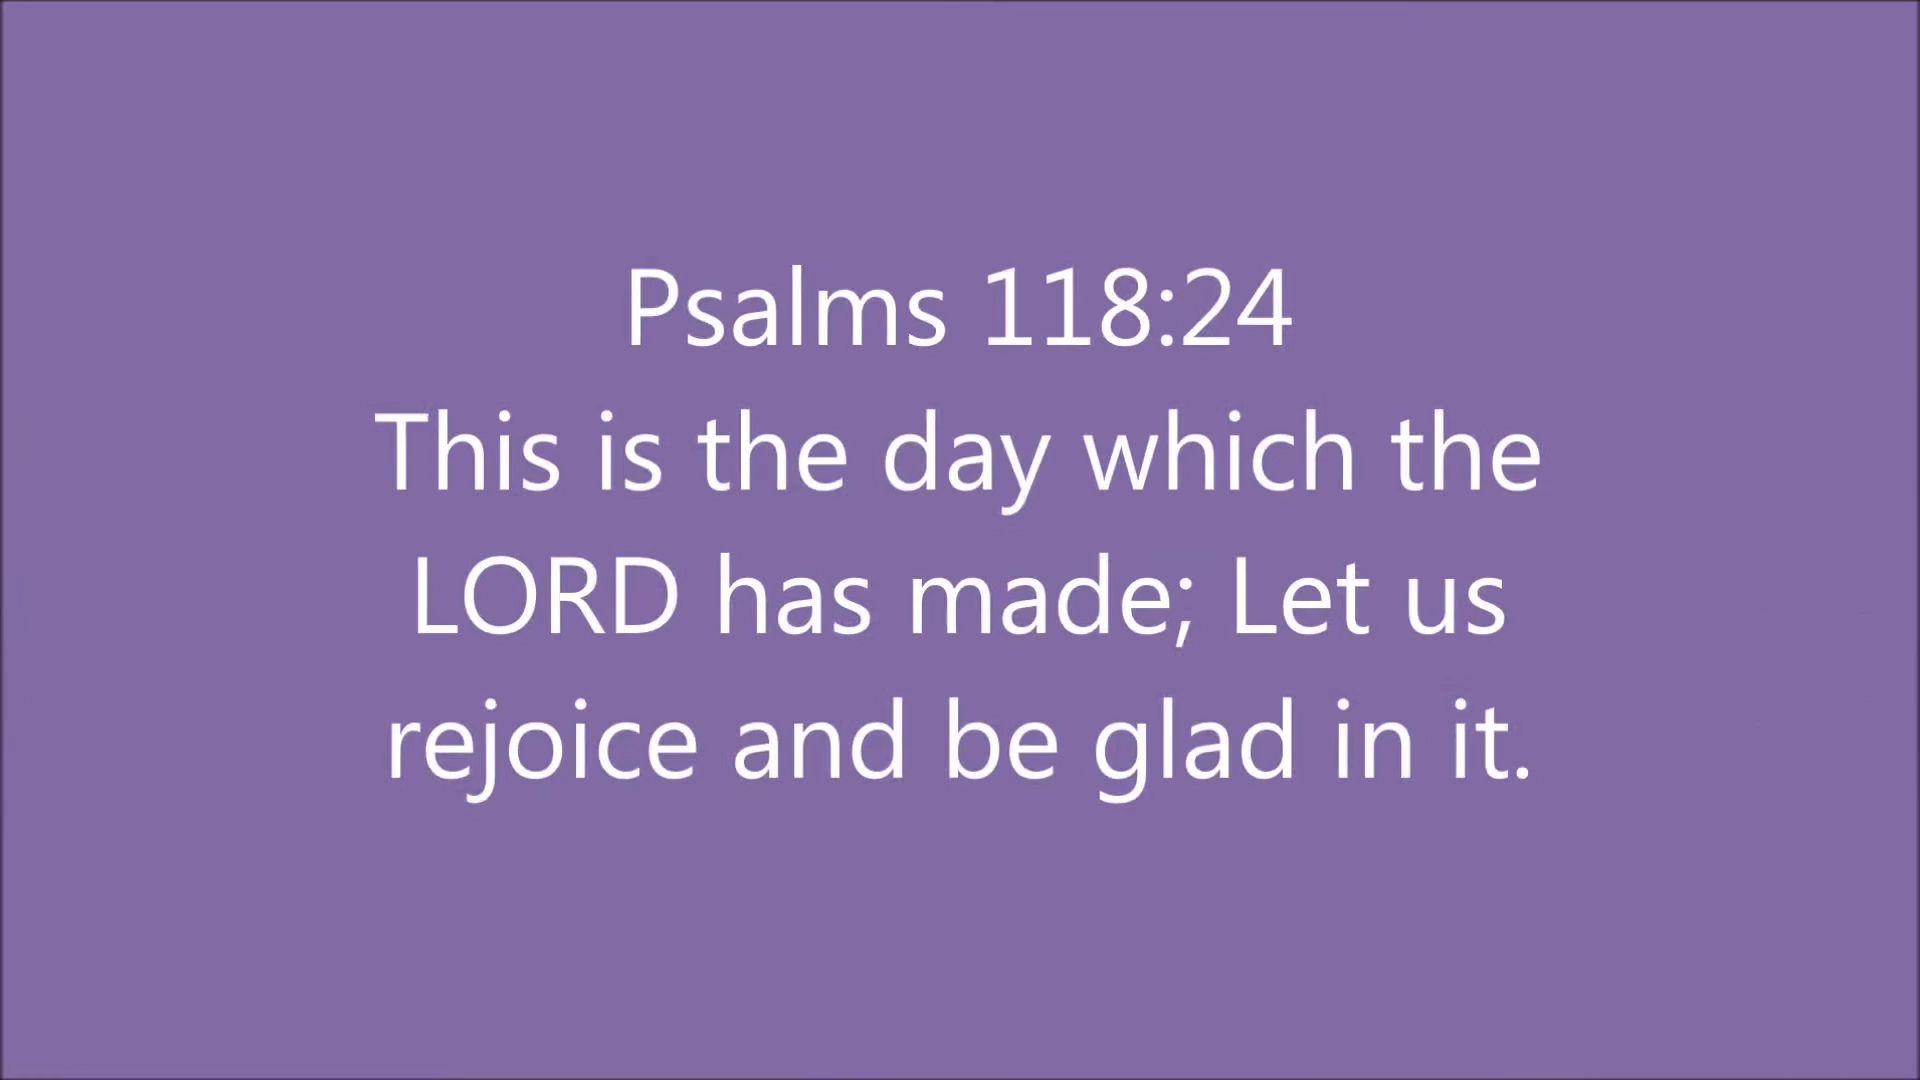 Psalms 118:24
This is the day which the
LORD has made; Let us
rejoice and be glad in it.